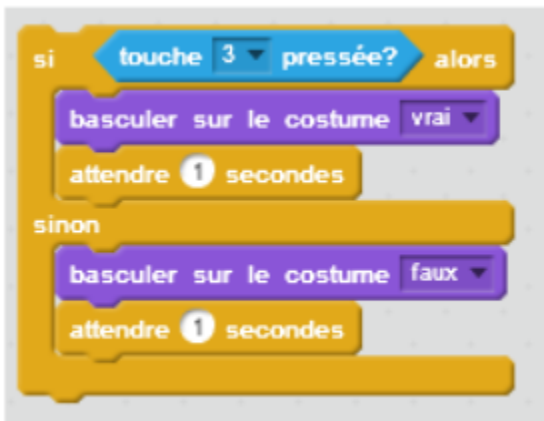 si touche 3 pressée? alors
basculer sur le costume vrai
attendre 1 secondes
sinon
basculer sur le costume faux
attendre 1 secondes